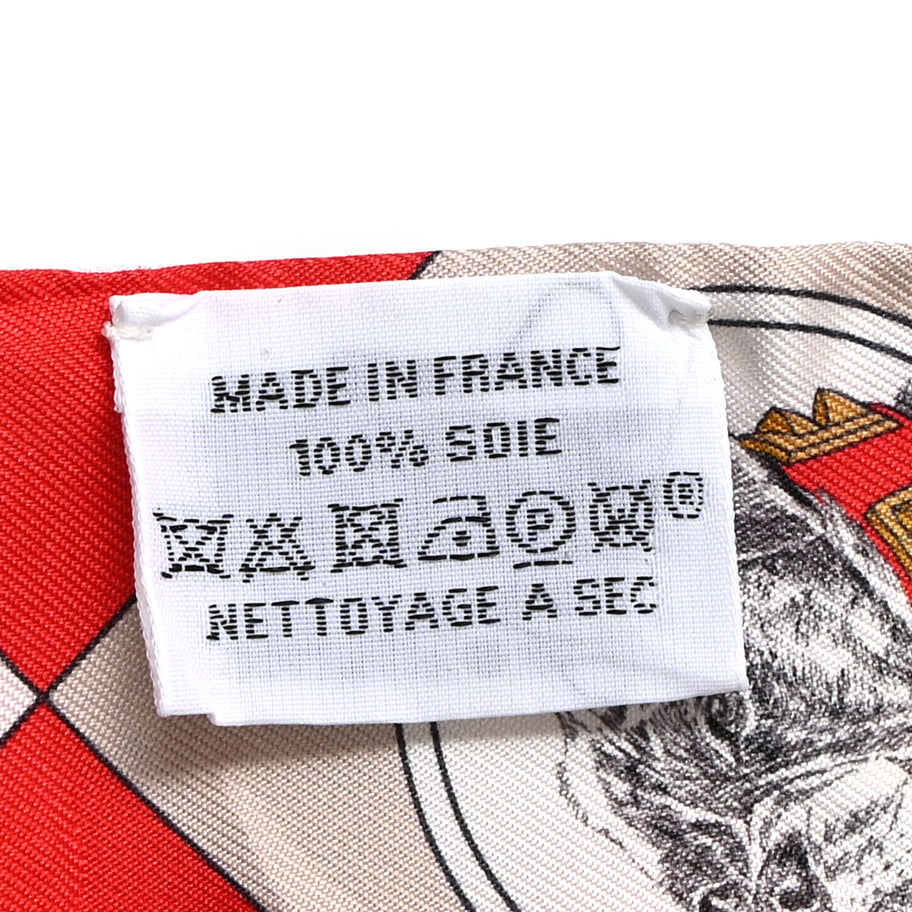 MADE IN FRANCE
100% SOIE
P W ®
NETTOYAGE A SEC